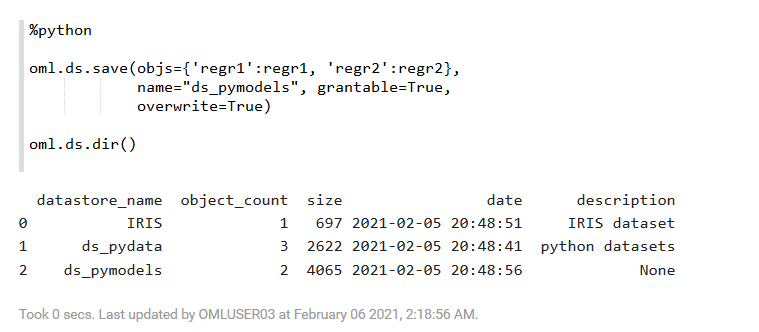 %python
oml.ds.save(objs={'regr1':regr1, 'regr2':regr2},
name="ds_pymodels", grantable=True,
overwrite=True)
oml.ds.dir()
datastore_name object_count size date description
0 IRIS 1 697 2021-02-05 20:48:51 IRIS dataset
1 ds_pydata 3 2622 2021-02-05 20:48:41 python datasets
2 ds_pymodels 2 4065 2021-02-05 20:48:56 None
Took 0 secs. Last updated by OMLUSER03 at February 06 2021, 2:18:56 AM.